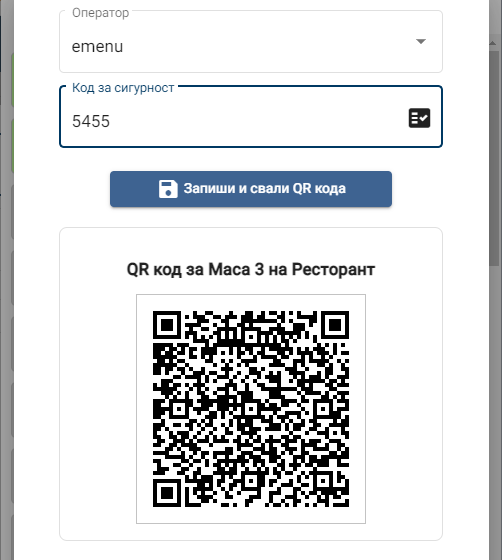 Оператор
emenu
Код за сигурност
5455
Запиши и свали QR кода
QR код за Маса 3 на Ресторант